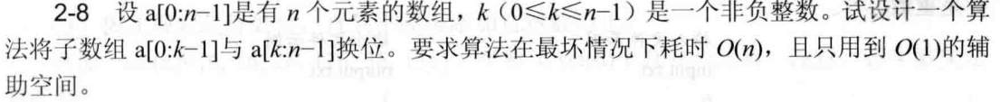 2-8 设 a[0:n−1]是有 n 个元素的数组，k（0≤k≤n−1）是一个非负整数。试设计一个算
法将子数组 a[0:k−1]与 a[k:n−1]换位。要求算法在最坏情况下耗时 O(n)，且只用到 O(1)的辅
助空间。